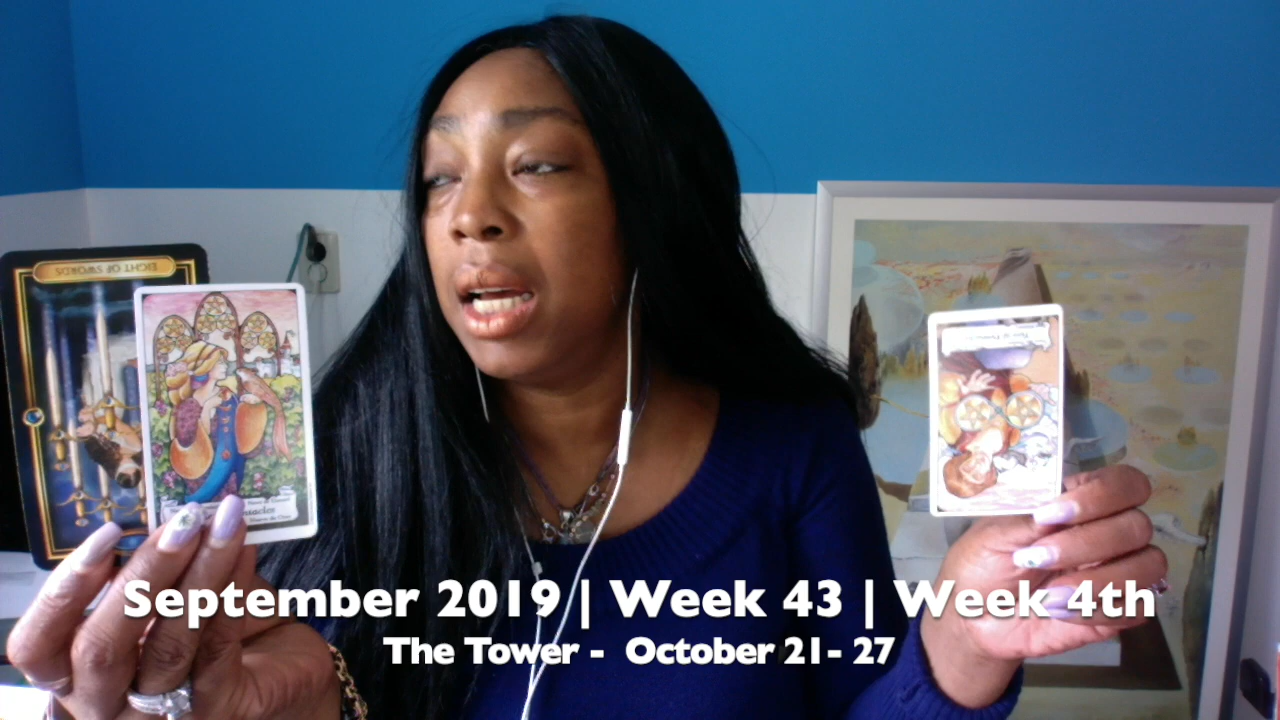 EIGHT OF SWORDS
September 2019 | Week 43 | Week 4th
The Tower - October 21- 27